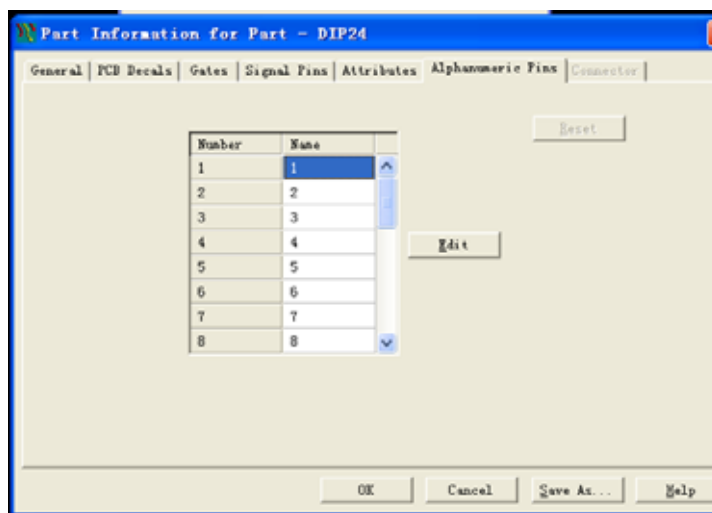 Part Information for Part - DIP24
General PCB Decals Gates Signal Pins Attributes Alphanumeric Pins Connector
Reset
Number Name
1 1
2 2
3 3
4 4
Edit
5 5
6 6
7 7
8 8
OK Cancel Save As... Help